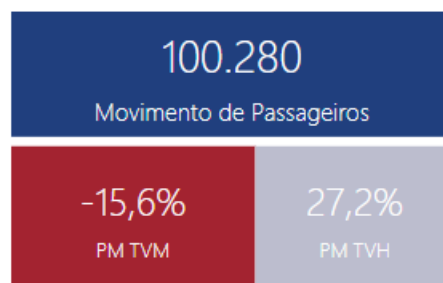 100.280
Movimento de Passageiros
-15,6%
27,2%
PM TVM
PM TVH